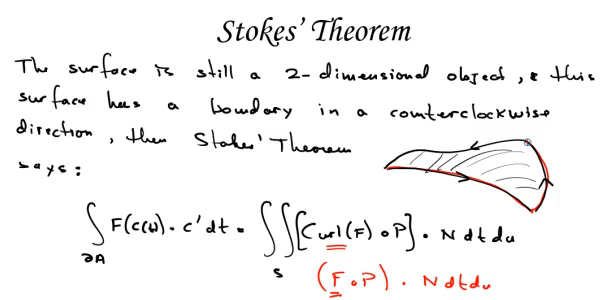 Stokes' Theorem
The surface is still a 2-dimensional object, & this
surface has a boundary in a counterclockwise
direction, then Stokes' Theorem
says:
∫ F(c(t)) · c' dt = ∫∫ [Curl(F) ∘ P] · N dt du
∂A
S
(F ∘ P) · N dt du